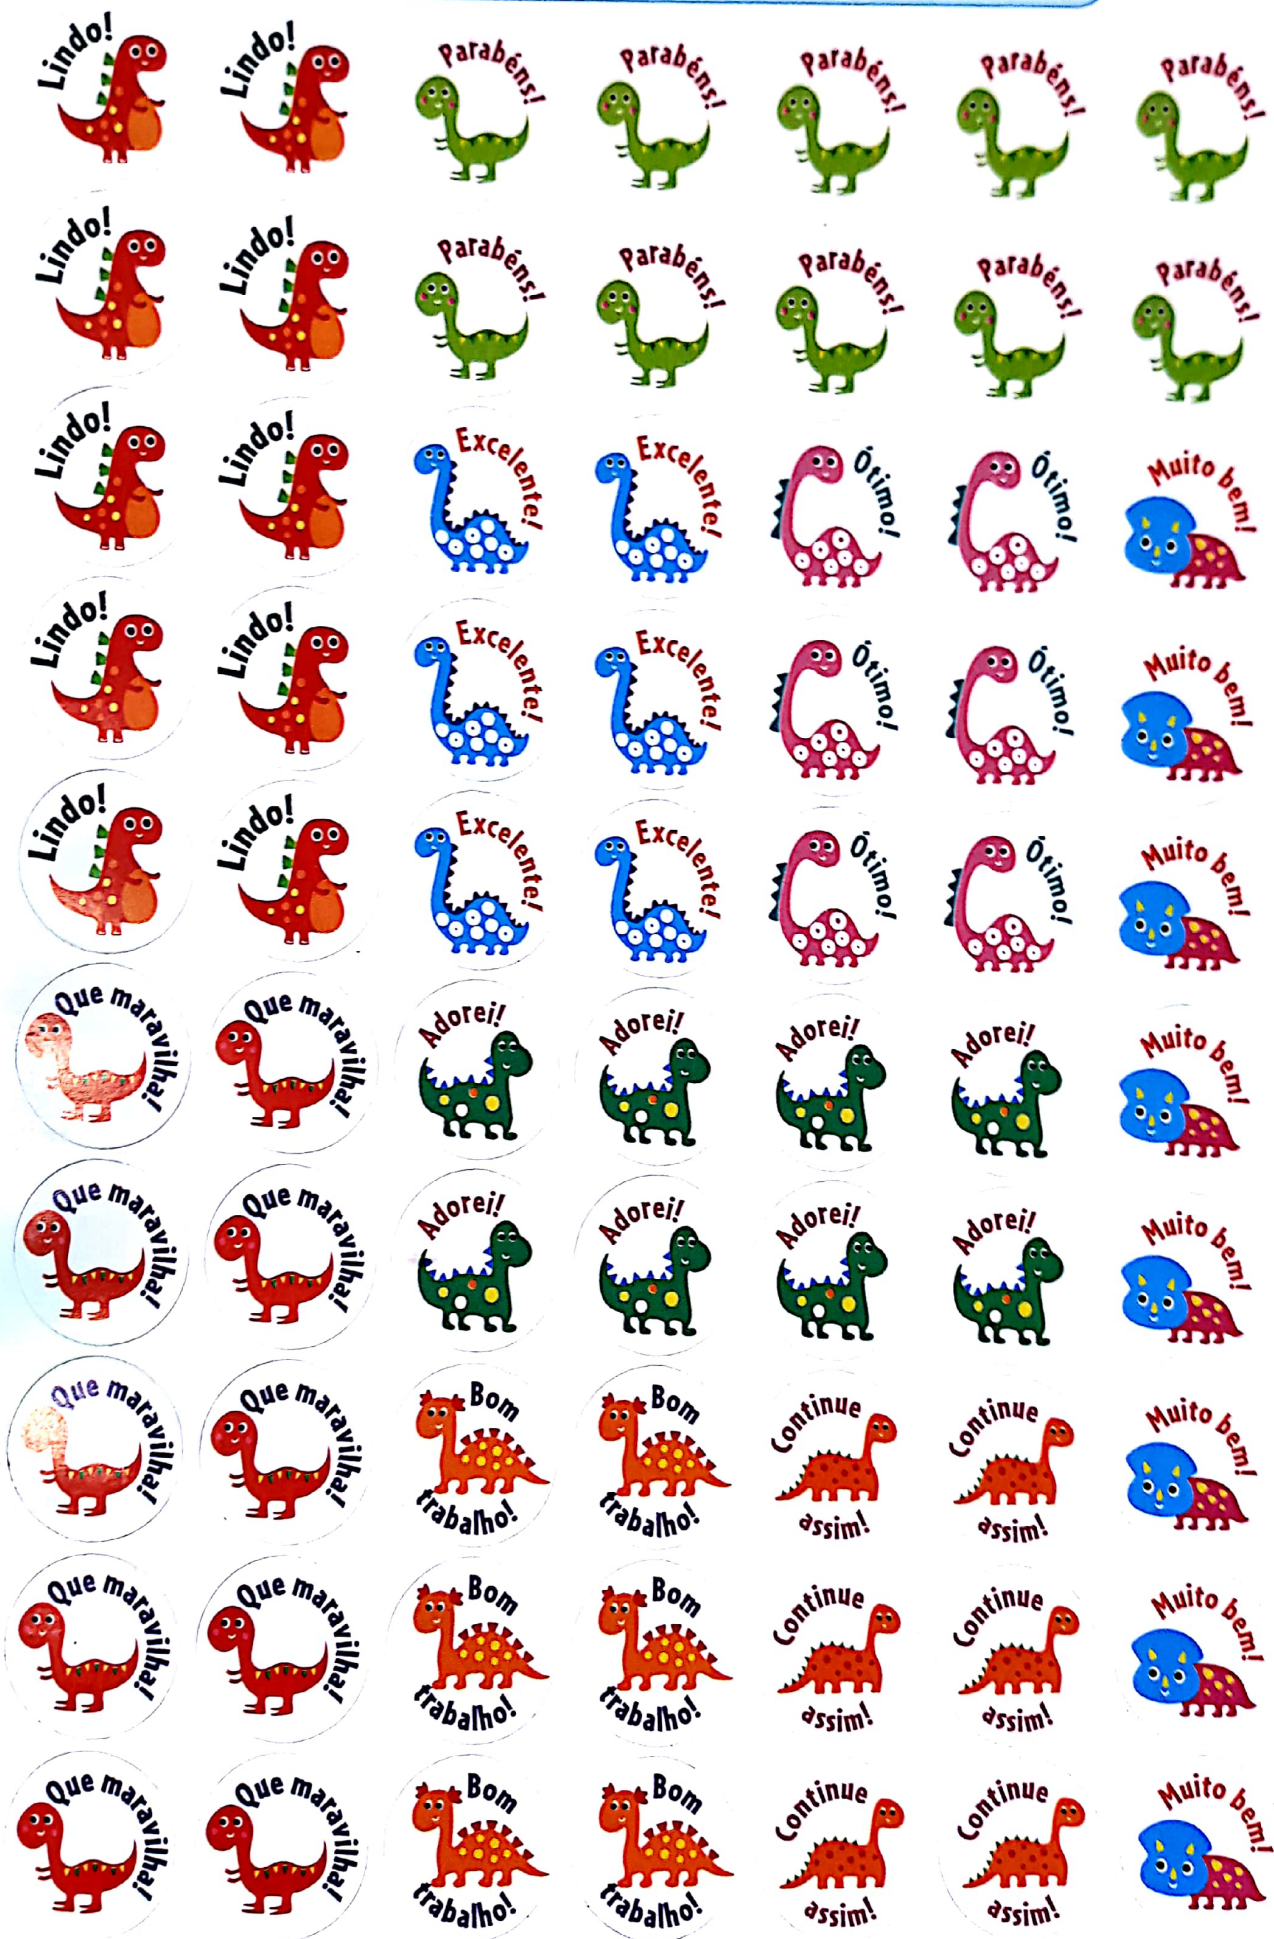 Lindo! Lindo! Parabéns! Parabéns! Parabéns! Parabéns! Parabéns!
Lindo! Lindo! Parabéns! Parabéns! Parabéns! Parabéns! Parabéns!
Lindo! Lindo! Excelente! Excelente! Ótimo! Ótimo! Muito bem!
Lindo! Lindo! Excelente! Excelente! Ótimo! Ótimo! Muito bem!
Lindo! Lindo! Excelente! Excelente! Ótimo! Ótimo! Muito bem!
Que maravilha! Que maravilha! Adorei! Adorei! Adorei! Adorei! Muito bem!
Que maravilha! Que maravilha! Adorei! Adorei! Adorei! Adorei! Muito bem!
Que maravilha! Que maravilha! Bom trabalho! Bom trabalho! Continue assim! Continue assim! Muito bem!
Que maravilha! Que maravilha! Bom trabalho! Bom trabalho! Continue assim! Continue assim! Muito bem!
Que maravilha! Que maravilha! Bom trabalho! Bom trabalho! Continue assim! Continue assim! Muito bem!